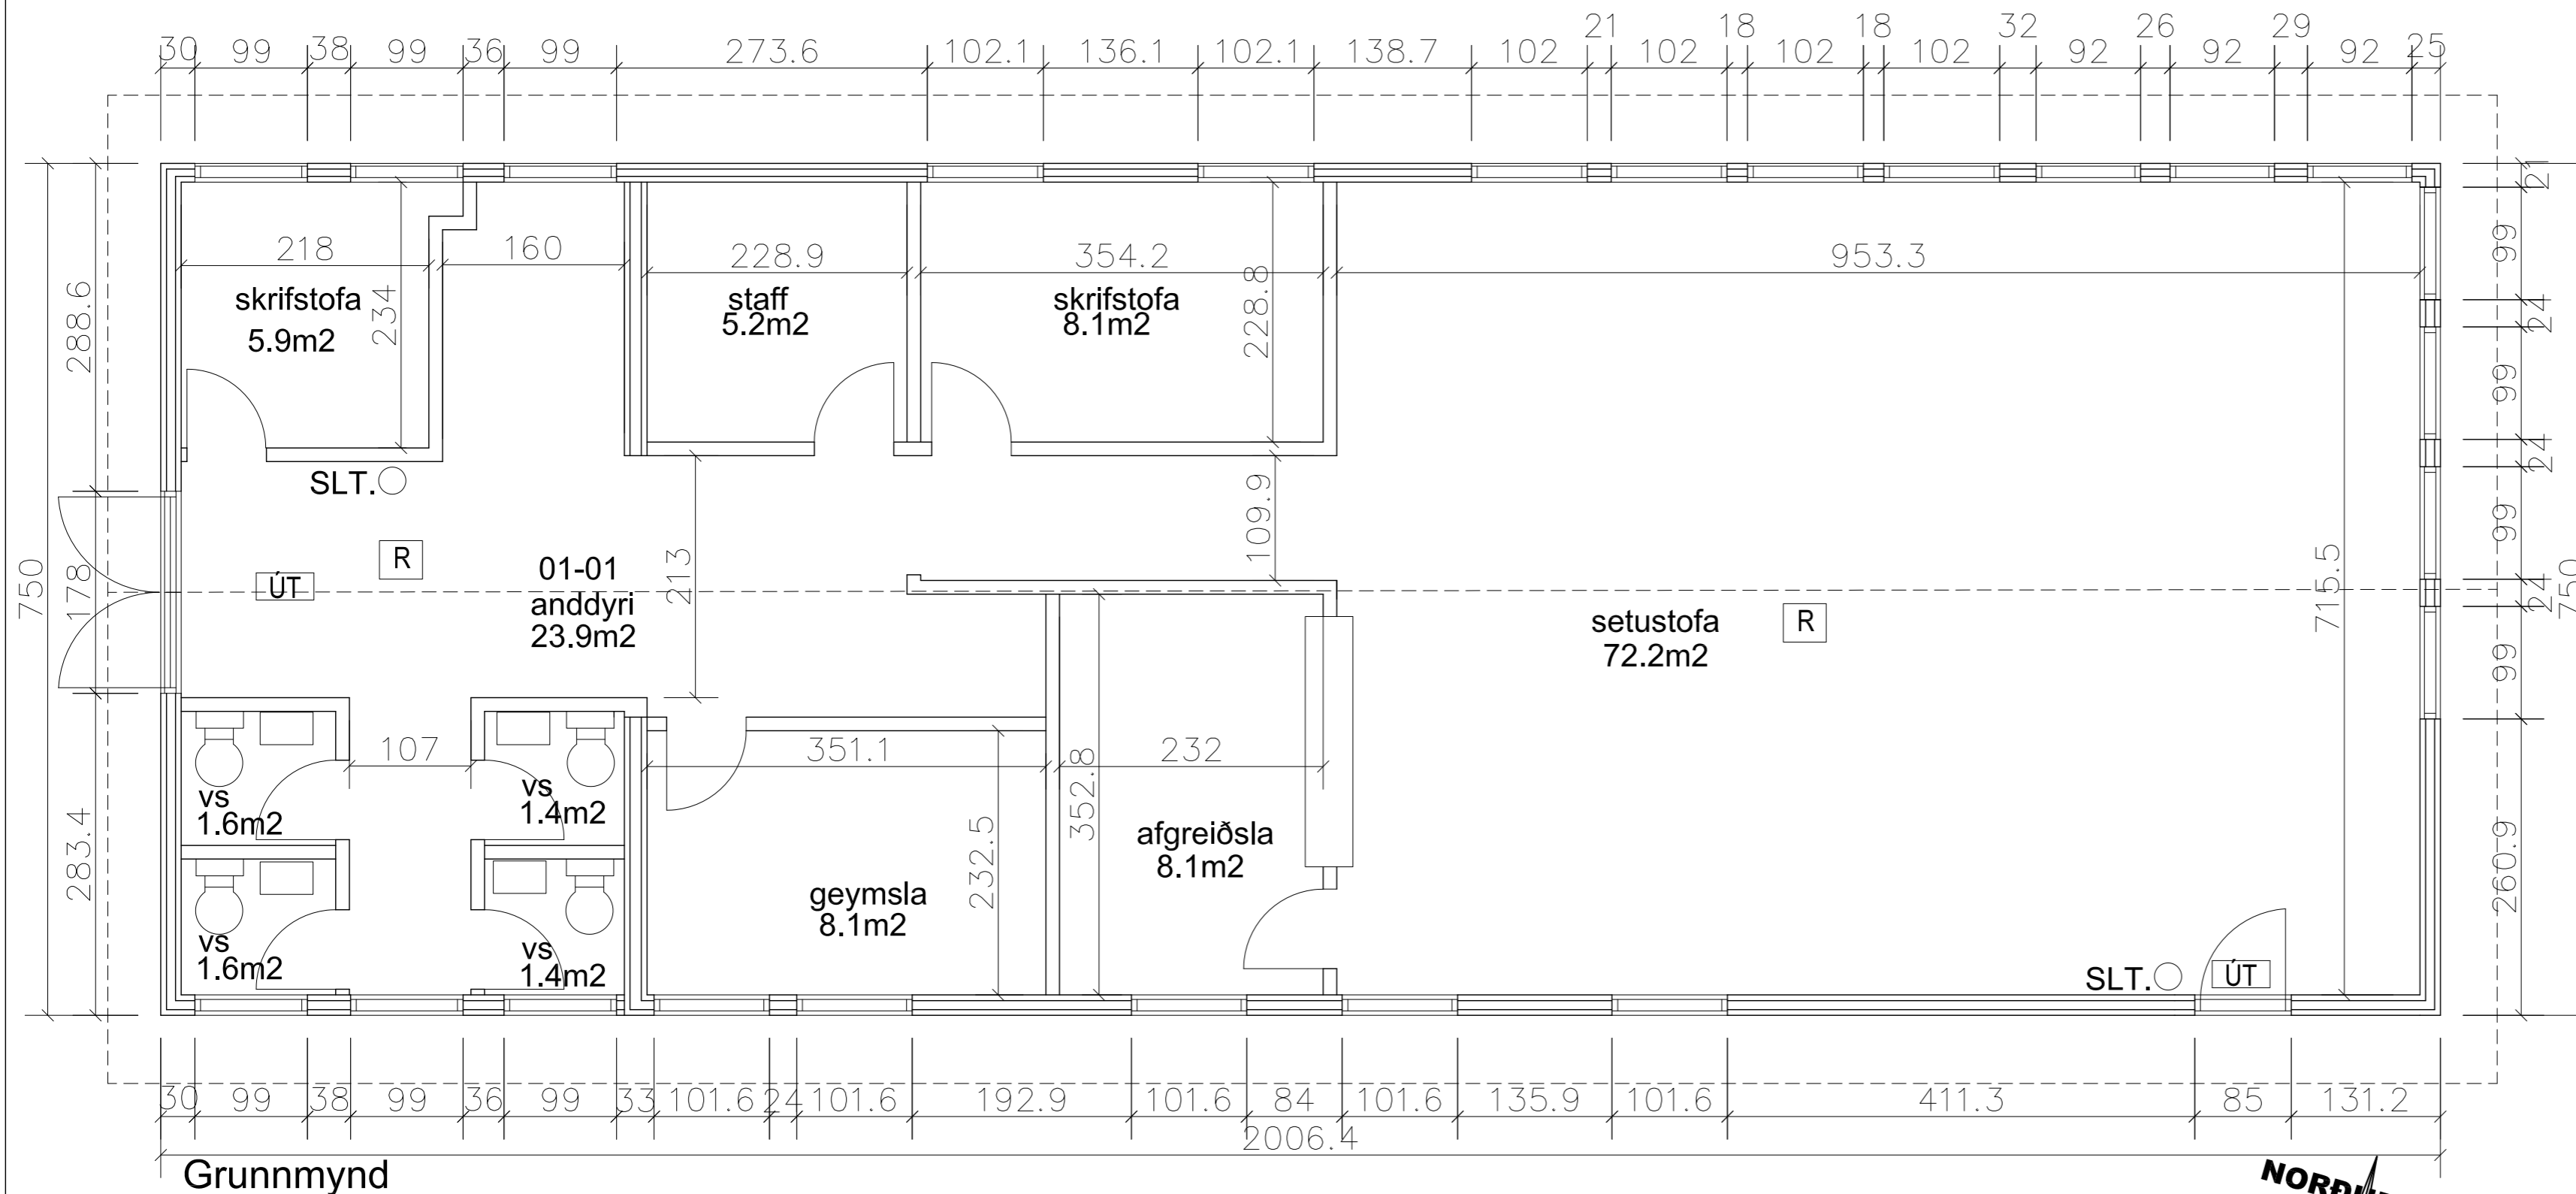 30 99 38 99 36 99 273.6 102.1 136.1 102.1 138.7 102 21 102 18 102 18 102 32 92 26 92 29 92 25
218
160
228.9
354.2
953.3
skrifstofa
5.9m2
234
staff
5.2m2
skrifstofa
8.1m2
228.8
288.6
178
283.4
750
21
99
24
99
24
99
24
99
260.9
750
SLT.
R
ÚT
01-01
anddyri
23.9m2
213
109.9
setustofa
72.2m2
R
715.5
107
351.1
232
352.8
232.5
vs
1.6m2
vs
1.4m2
vs
1.6m2
vs
1.4m2
geymsla
8.1m2
afgreiðsla
8.1m2
SLT.
ÚT
30 99 38 99 36 99 33 101.6 24 101.6 192.9 101.6 84 101.6 135.9 101.6 411.3 85 131.2
2006.4
Grunnmynd